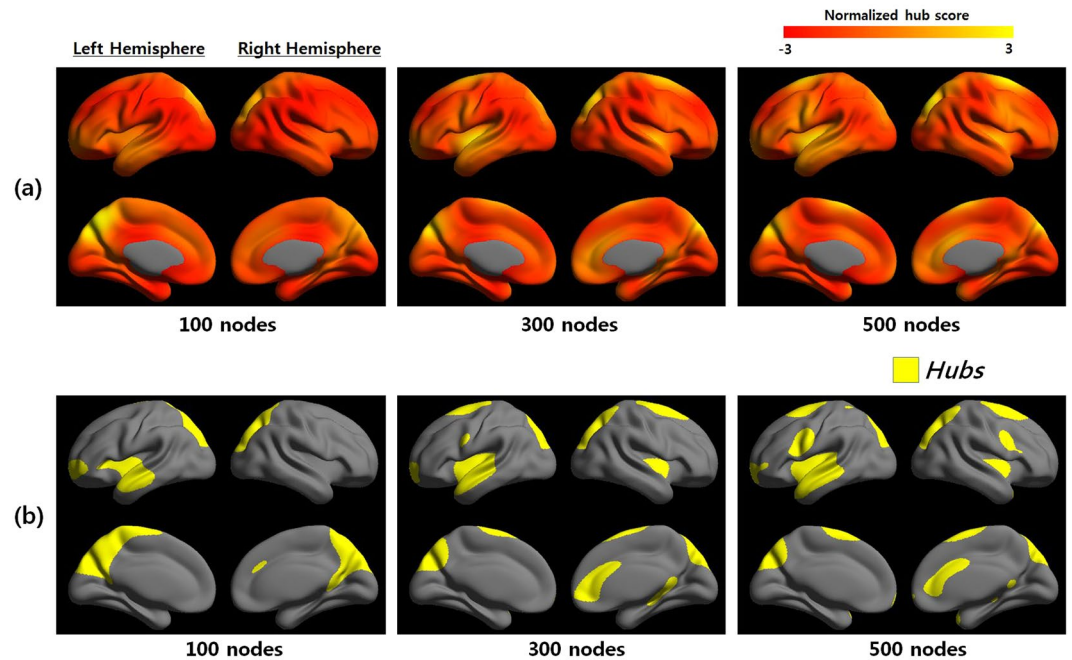 Normalized hub score
-3 3
Left Hemisphere Right Hemisphere
(a)
100 nodes 300 nodes 500 nodes
Hubs
(b)
100 nodes 300 nodes 500 nodes